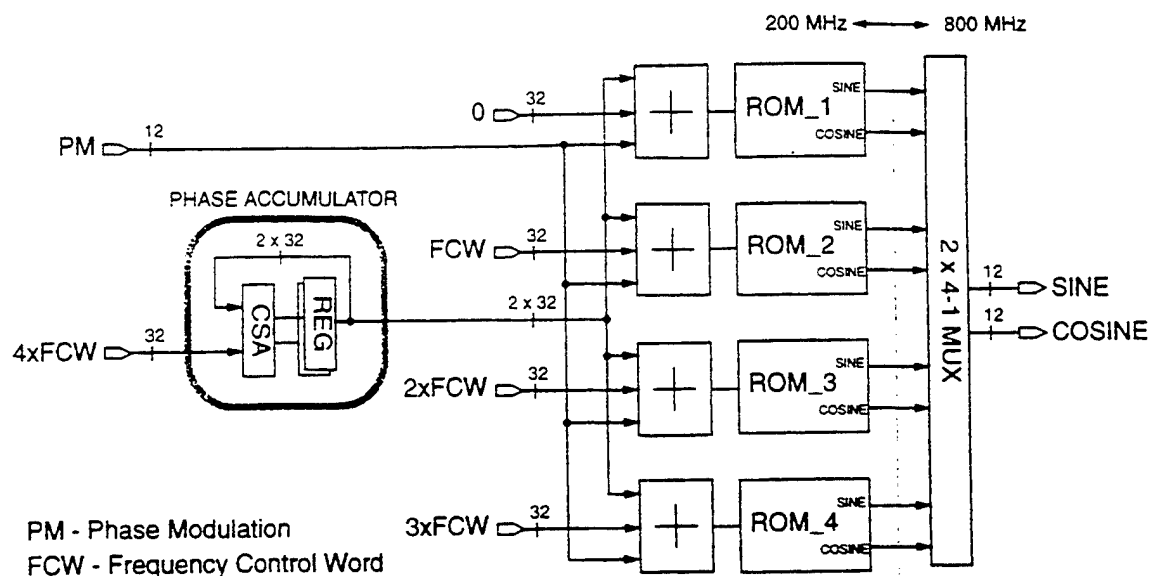 200 MHz 800 MHz
0 32
PM 12
ROM_1 SINE COSINE
PHASE ACCUMULATOR
2 x 32
CSA REG
4xFCW 32
2 x 32
FCW 32
ROM_2 SINE COSINE
2xFCW 32
ROM_3 SINE COSINE
3xFCW 32
ROM_4 SINE COSINE
2 x 4-1 MUX
12 SINE
12 COSINE
PM - Phase Modulation
FCW - Frequency Control Word